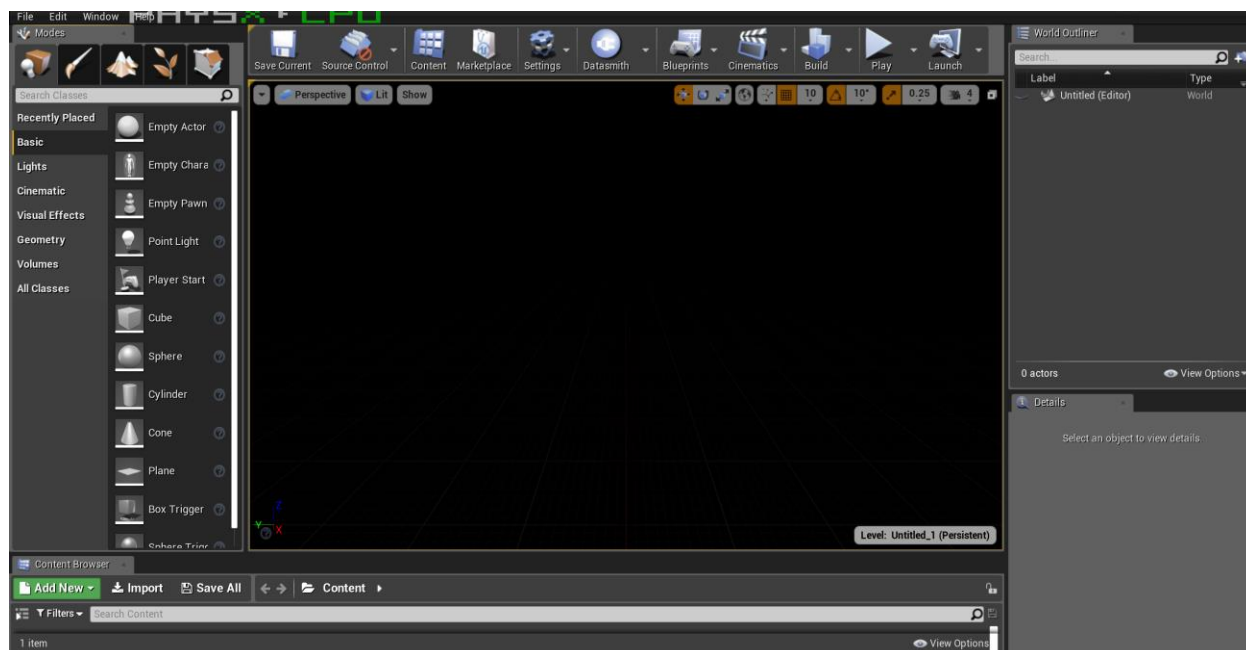 PHYSX ÷ CPU
File Edit Window Help
Modes
Search Classes
Recently Placed
Basic
Lights
Cinematic
Visual Effects
Geometry
Volumes
All Classes
Empty Actor
Empty Chara
Empty Pawn
Point Light
Player Start
Cube
Sphere
Cylinder
Cone
Plane
Box Trigger
Sphere Trigg
Save Current Source Control Content Marketplace Settings Datasmith Blueprints Cinematics Build Play Launch
Perspective Lit Show 10 10° 0.25 4
X
Y
Z
Level: Untitled_1 (Persistent)
World Outliner
Search...
Label Type
Untitled (Editor) World
0 actors View Options
Details
Select an object to view details.
Content Browser
Add New Import Save All Content
Filters Search Content
1 item View Options